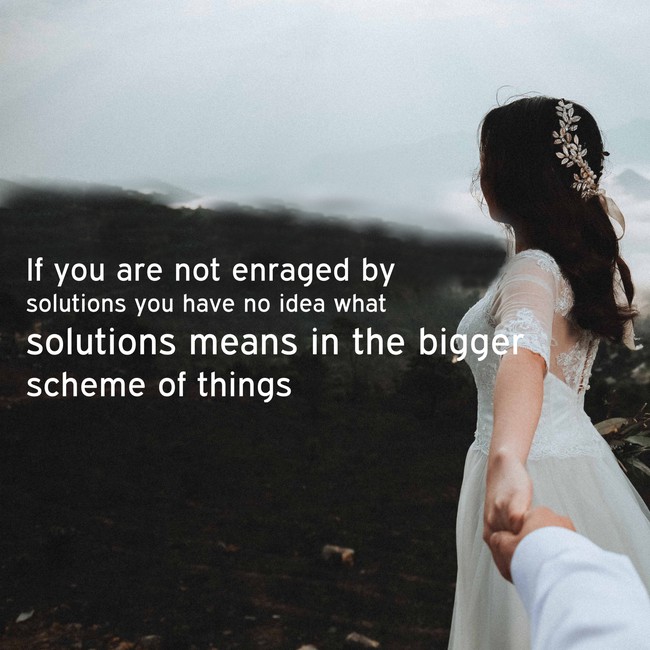 If you are not enraged by
solutions you have no idea what
solutions means in the bigger
scheme of things